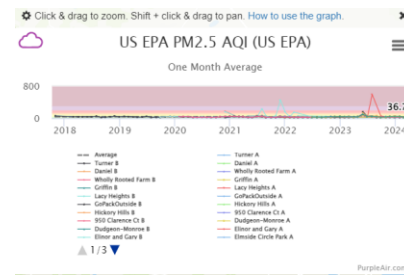 Click & drag to zoom. Shift + click & drag to pan. How to use the graph.
US EPA PM2.5 AQI (US EPA)
One Month Average
800
36.7
0
2018 2019 2020 2021 2022 2023 2024
Average Turner A
Turner B Daniel A
Daniel B Wholly Rooted Farm A
Wholly Rooted Farm B Griffin A
Griffin B Lacy Heights A
Lacy Heights B GoPackOutside A
GoPackOutside B Hickory Hills A
Hickory Hills B 950 Clarence Ct A
950 Clarence Ct B Dudgeon-Monroe A
Dudgeon-Monroe B Elinor and Garv A
Elinor and Garv B Elmside Circle Park A
1/3
PurpleAir.com